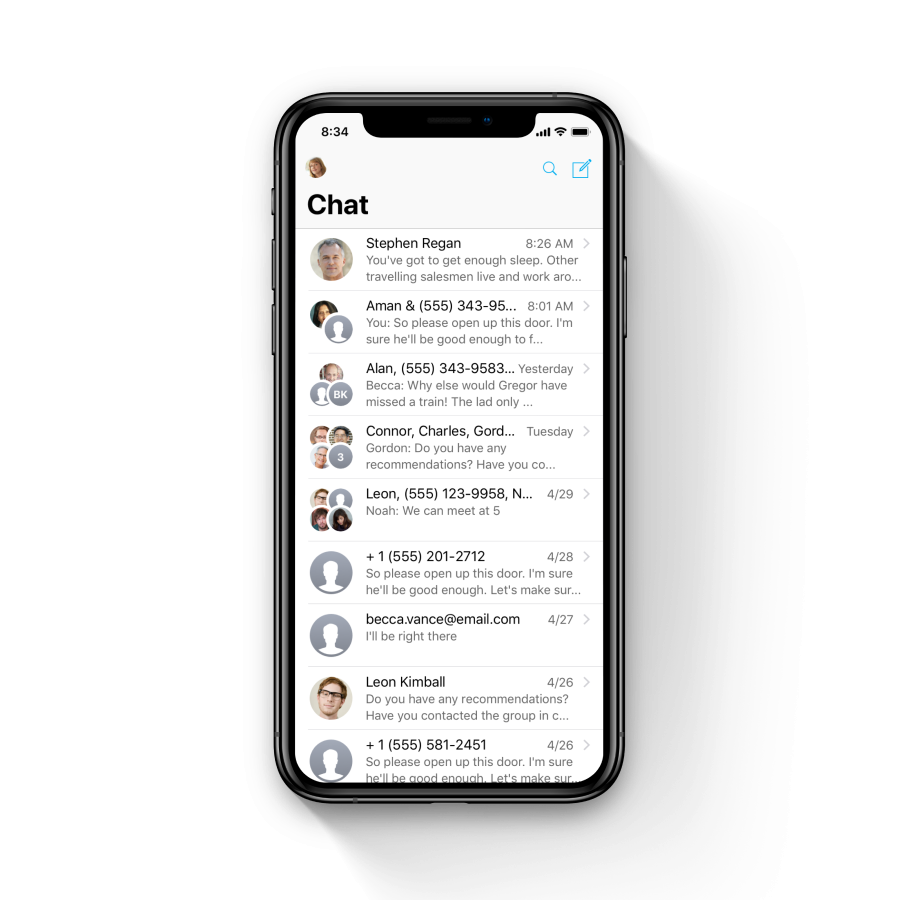 8:34
Chat
Stephen Regan 8:26 AM
You've got to get enough sleep. Other
travelling salesmen live and work aro...
Aman & (555) 343-95... 8:01 AM
You: So please open up this door. I'm
sure he'll be good enough to f...
Alan, (555) 343-9583... Yesterday
BK
Becca: Why else would Gregor have
missed a train! The lad only ...
Connor, Charles, Gord... Tuesday
3
Gordon: Do you have any
recommendations? Have you co...
Leon, (555) 123-9958, N... 4/29
Noah: We can meet at 5
+ 1 (555) 201-2712 4/28
So please open up this door. I'm sure
he'll be good enough. Let's make sur...
becca.vance@email.com 4/27
I'll be right there
Leon Kimball 4/26
Do you have any recommendations?
Have you contacted the group in c...
+ 1 (555) 581-2451 4/26
So please open up this door. I'm sure
he'll be good enough. Let's make sur...